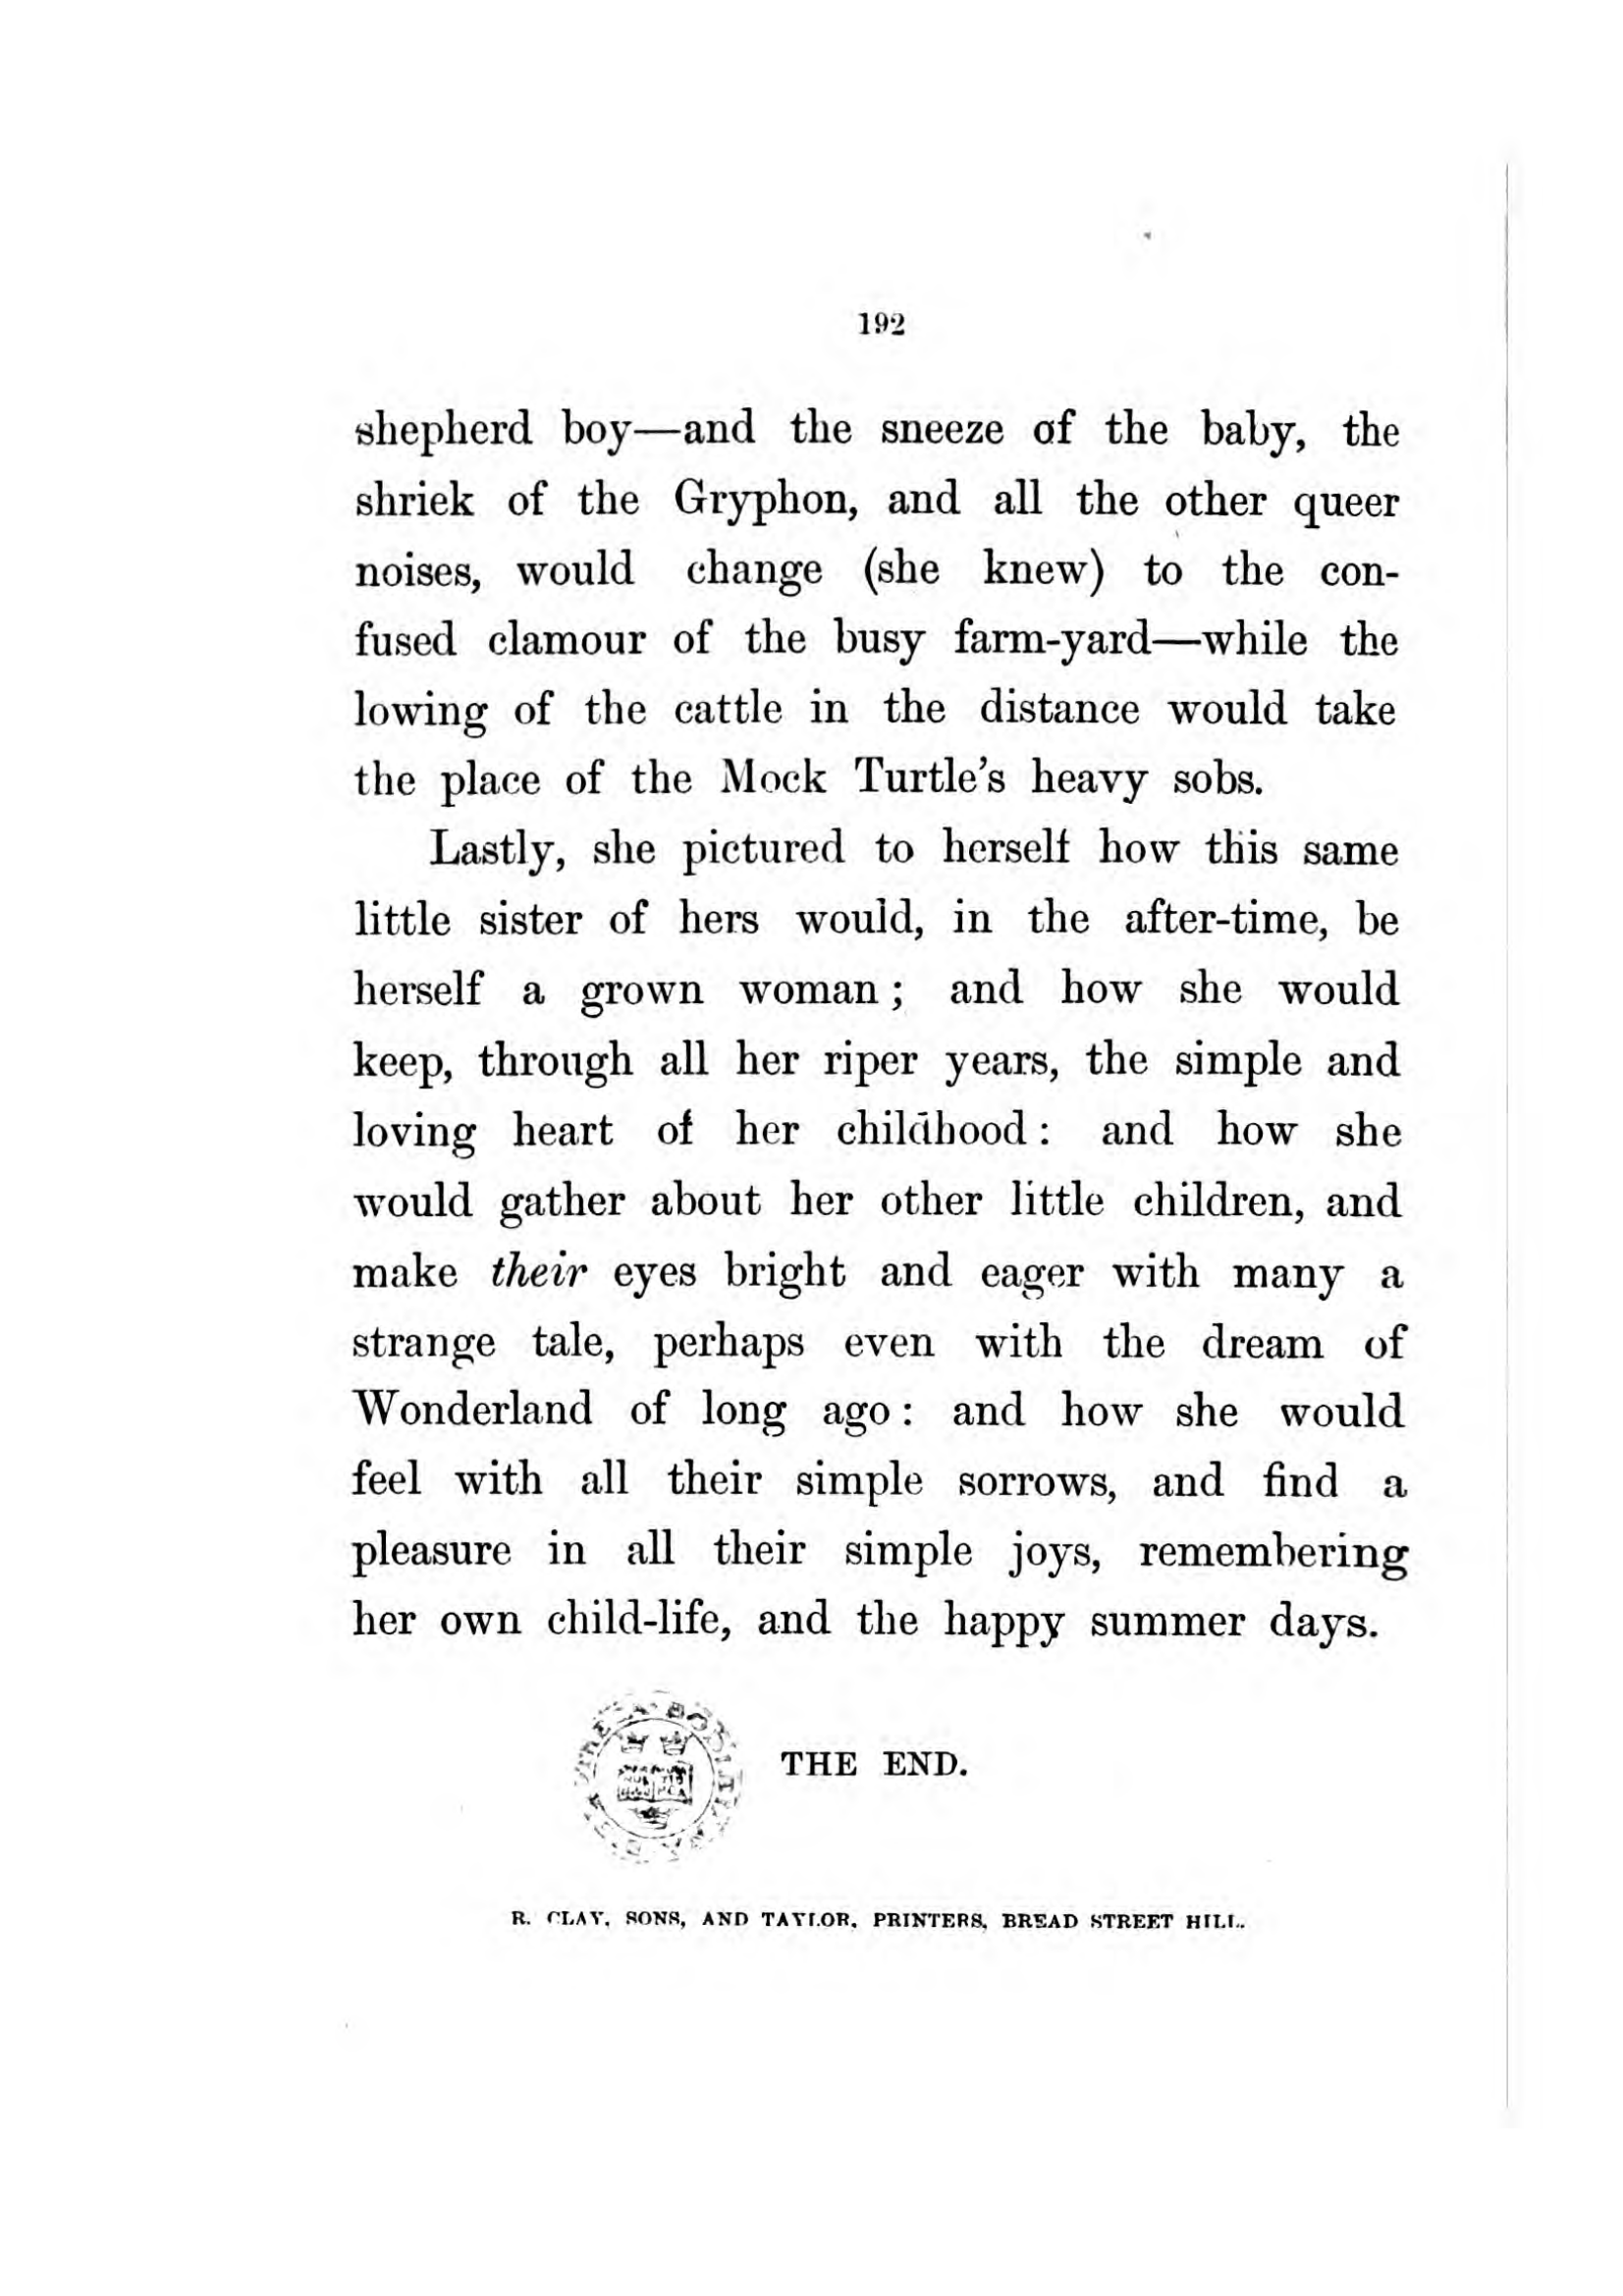 192
shepherd boy—and the sneeze of the baby, the
shriek of the Gryphon, and all the other queer
noises, would change (she knew) to the con-
fused clamour of the busy farm-yard—while the
lowing of the cattle in the distance would take
the place of the Mock Turtle’s heavy sobs.
Lastly, she pictured to herself how this same
little sister of hers would, in the after-time, be
herself a grown woman; and how she would
keep, through all her riper years, the simple and
loving heart of her childhood: and how she
would gather about her other little children, and
make their eyes bright and eager with many a
strange tale, perhaps even with the dream of
Wonderland of long ago: and how she would
feel with all their simple sorrows, and find a
pleasure in all their simple joys, remembering
her own child-life, and the happy summer days.
THE END.
R. CLAY, SONS, AND TAYLOR, PRINTERS, BREAD STREET HILL.